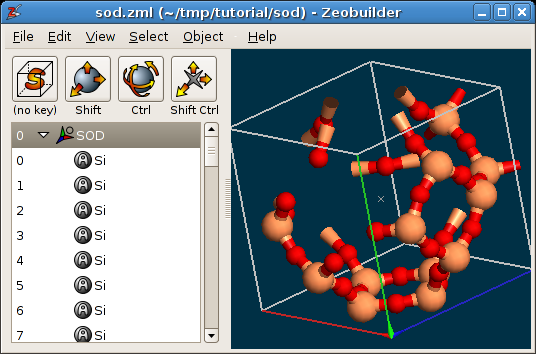 sod.zml (~/tmp/tutorial/sod) - Zeobuilder
File Edit View Select Object Help
S
(no key) Shift Ctrl Shift Ctrl
0 SOD
0 Si
1 Si
2 Si
3 Si
4 Si
5 Si
6 Si
7 Si